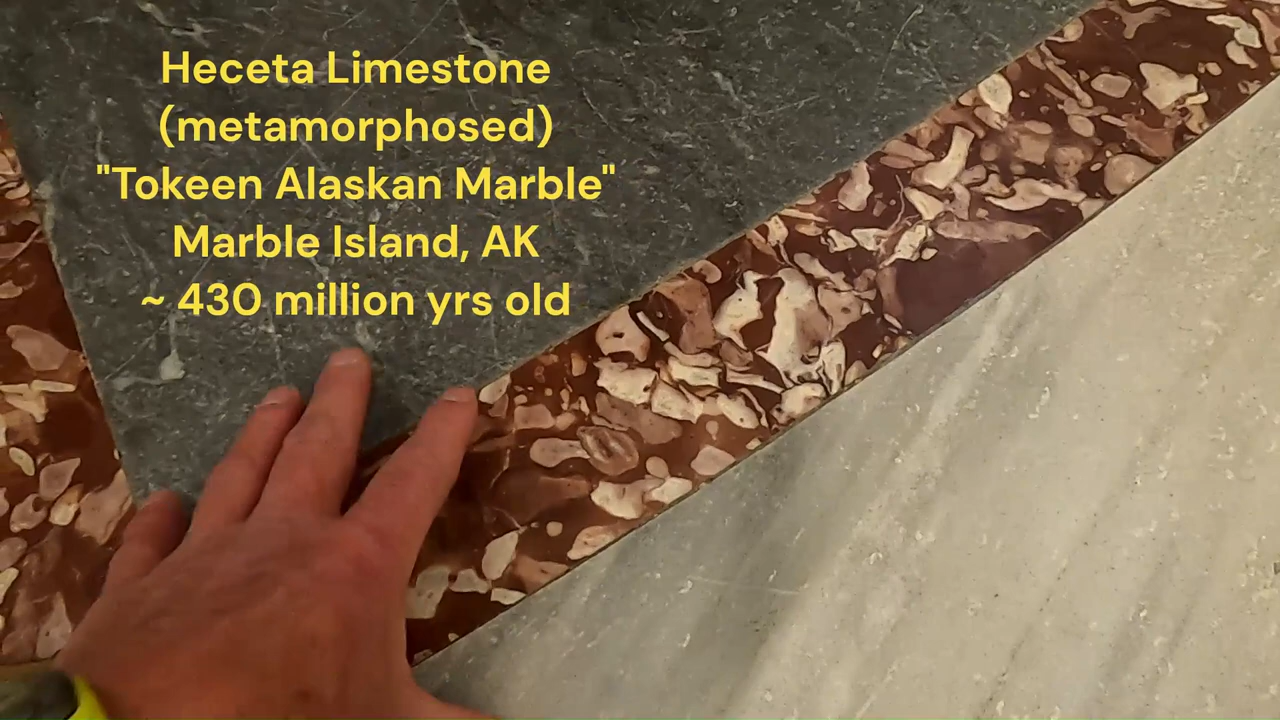 Heceta Limestone
(metamorphosed)
"Tokeen Alaskan Marble"
Marble Island, AK
~ 430 million yrs old